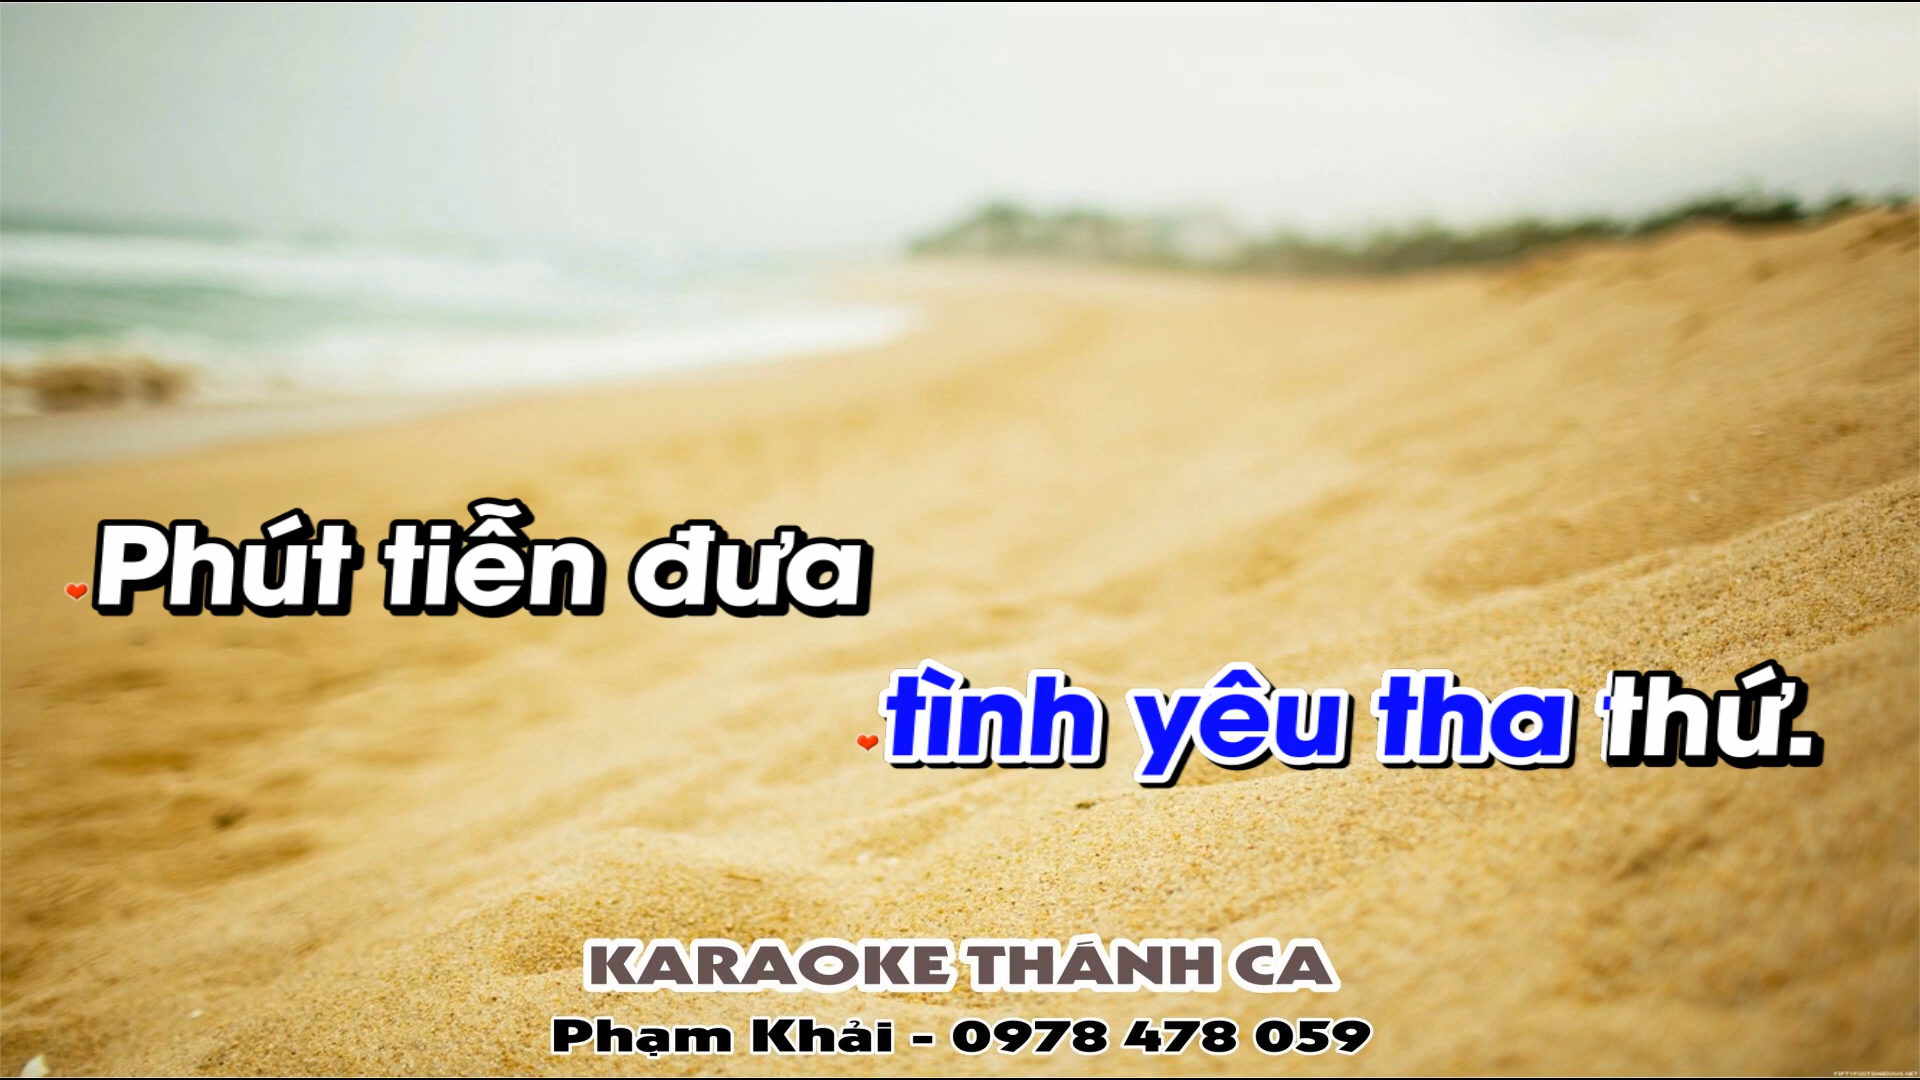 Phút tiễn đưa
tình yêu tha thứ.
KARAOKE THÁNH CA
Phạm Khải - 0978 478 059